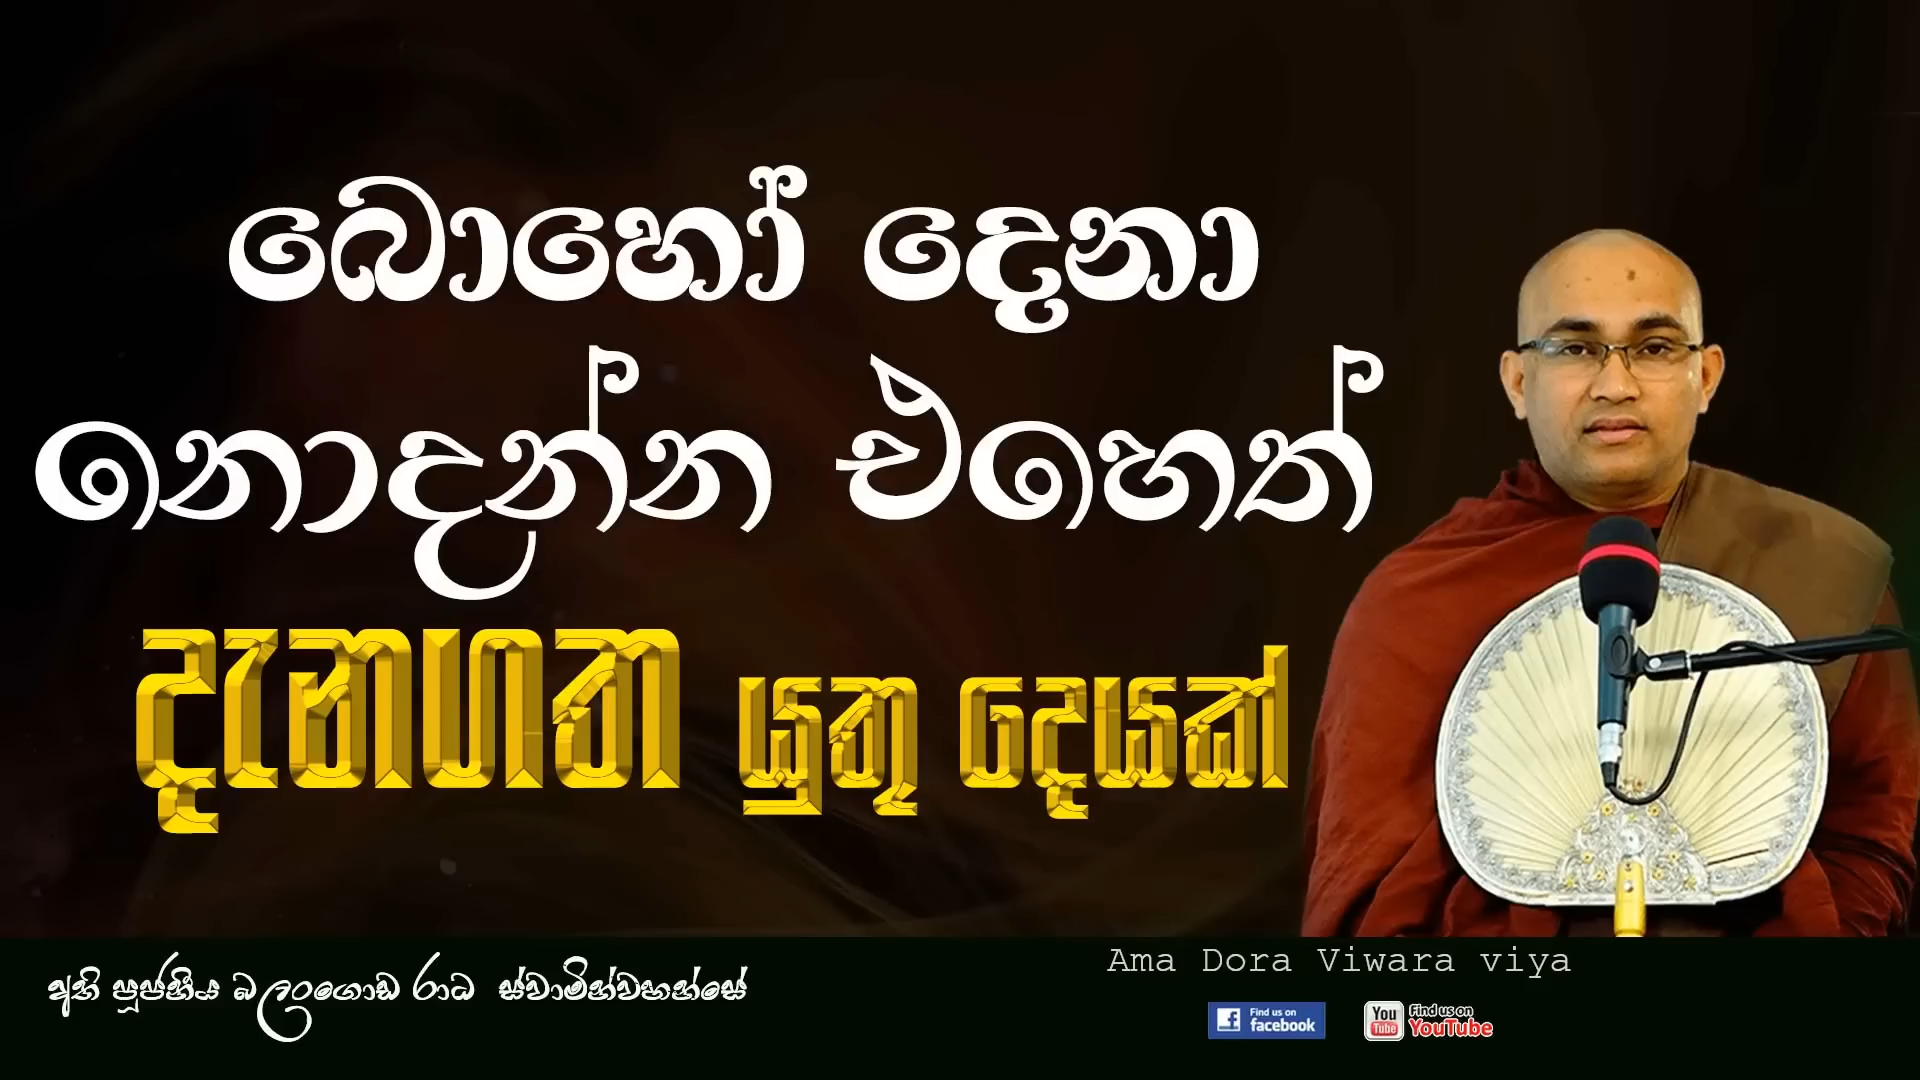 බොහෝ දෙනා
නොදන්න එහෙත්
දැනගත යුතු දෙයක්
අති පූජනීය බලංගොඩ රාධ ස්වාමින්වහන්සේ
Ama Dora Viwara viya
Find us on
facebook
You
Tube
Find us on
YouTube